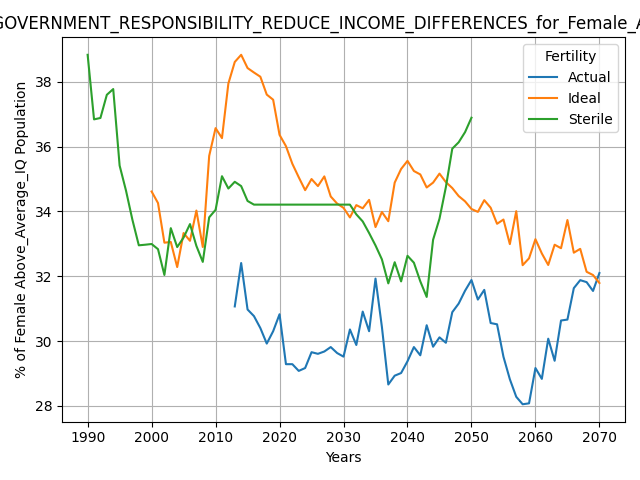 GOVERNMENT_RESPONSIBILITY_REDUCE_INCOME_DIFFERENCES_for_Female_A
Fertility
Actual
Ideal
Sterile
% of Female Above_Average_IQ Population
38
36
34
32
30
28
1990 2000 2010 2020 2030 2040 2050 2060 2070
Years